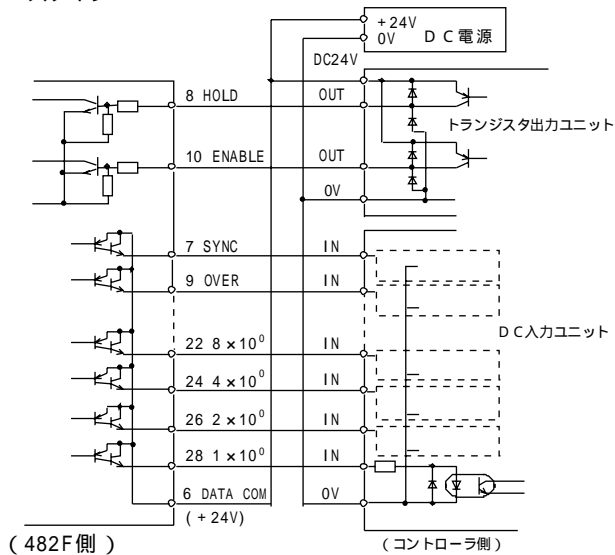 +24V
0V
DC電源
DC24V
8 HOLD
OUT
トランジスタ出力ユニット
10 ENABLE
OUT
0V
7 SYNC
IN
9 OVER
IN
DC入力ユニット
22 8×10⁰
IN
24 4×10⁰
IN
26 2×10⁰
IN
28 1×10⁰
IN
6 DATA COM
0V
(+24V)
(482F側)
(コントローラ側)